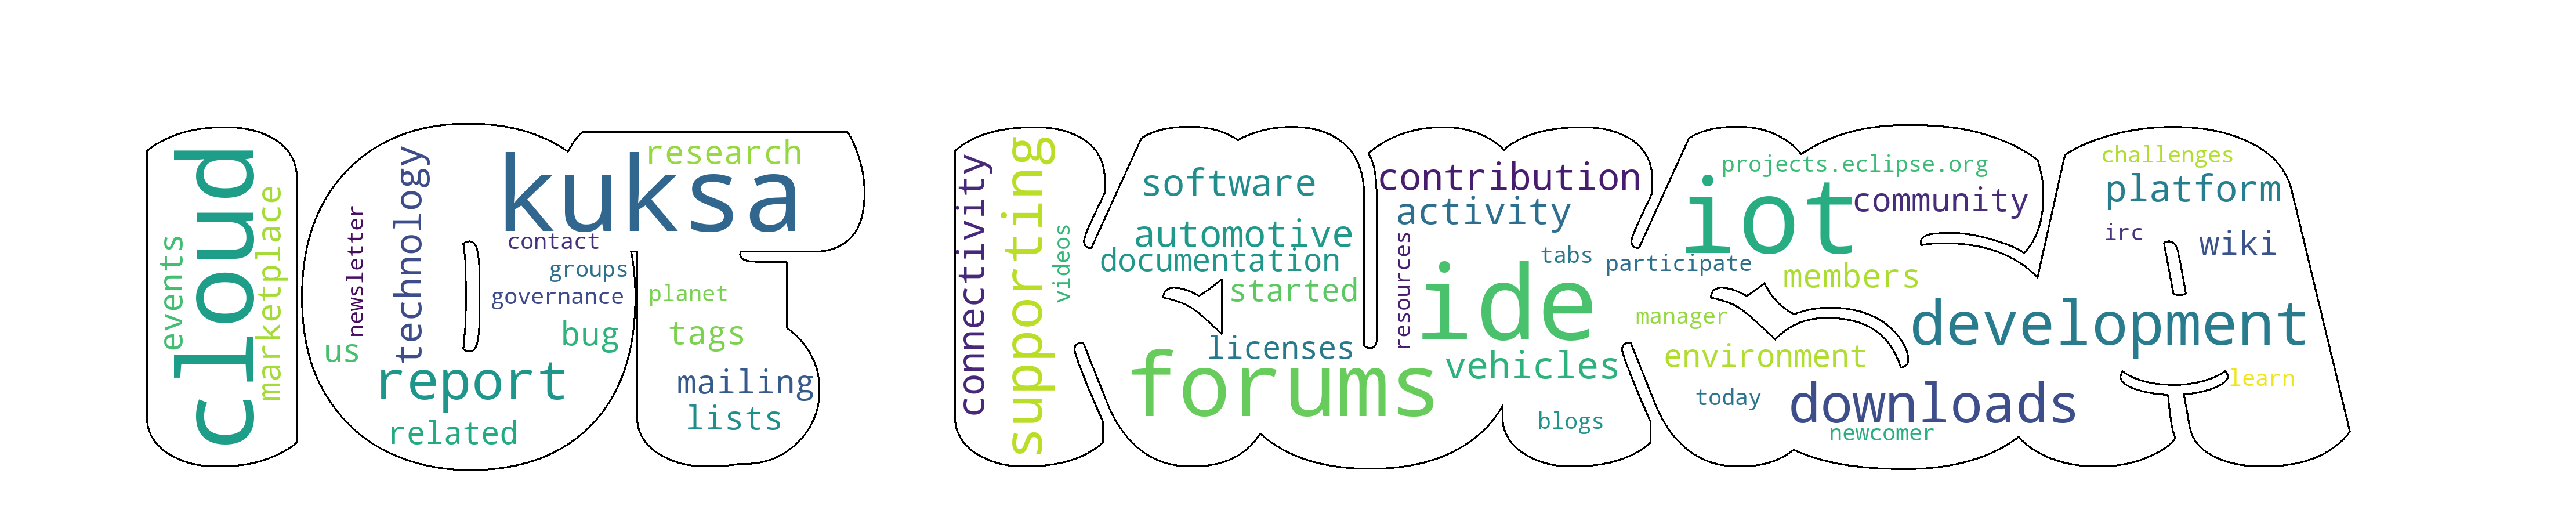 cloud
events
marketplace
newsletter
technology
us
report
related
kuksa
research
contact
groups
governance
bug
planet
tags
mailing
lists
connectivity
supporting
videos
software
automotive
documentation
started
licenses
forums
contribution
activity
resources
tabs
ide
vehicles
blogs
projects.eclipse.org
iot
community
participate
members
manager
environment
today
downloads
newcomer
challenges
platform
irc
wiki
development
learn